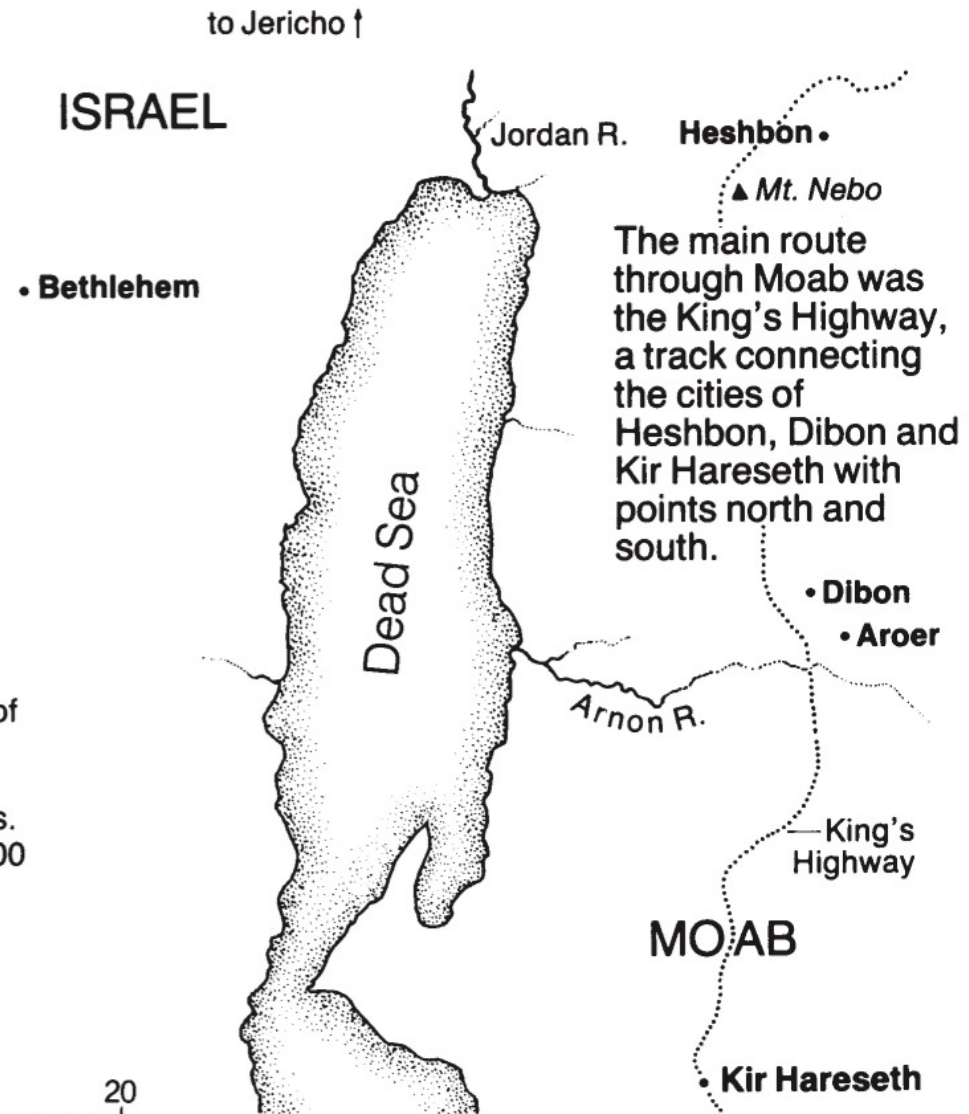 to Jericho ↑
ISRAEL
Jordan R.
Heshbon
Mt. Nebo
Bethlehem
The main route
through Moab was
the King's Highway,
a track connecting
the cities of
Heshbon, Dibon and
Kir Hareseth with
points north and
south.
Dead Sea
Dibon
Aroer
Arnon R.
of
s.
00
King's
Highway
MOAB
Kir Hareseth
20